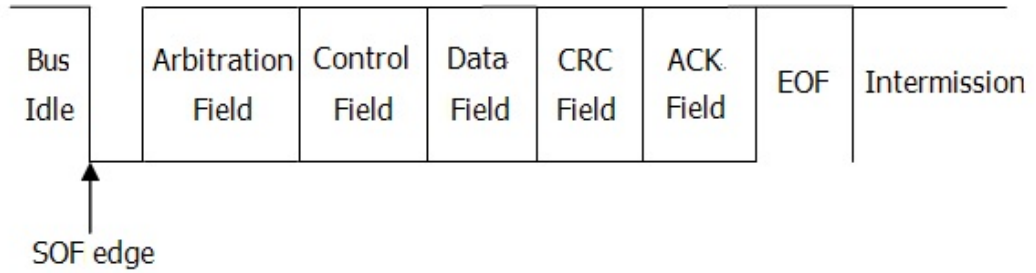 Bus
Idle
Arbitration
Field
Control
Field
Data
Field
CRC
Field
ACK
Field
EOF
Intermission
SOF edge